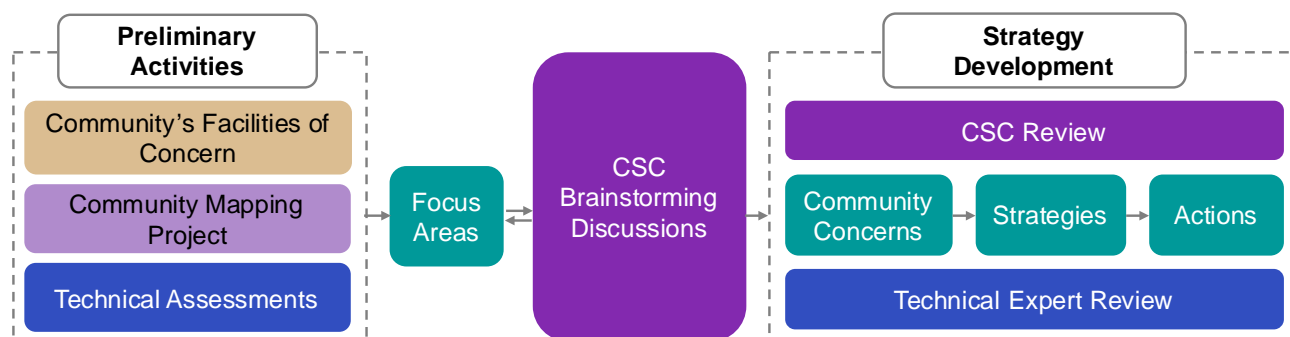 Preliminary
Activities
Community’s Facilities of
Concern
Community Mapping
Project
Technical Assessments
Focus
Areas
CSC
Brainstorming
Discussions
Strategy
Development
CSC Review
Community
Concerns
Strategies
Actions
Technical Expert Review